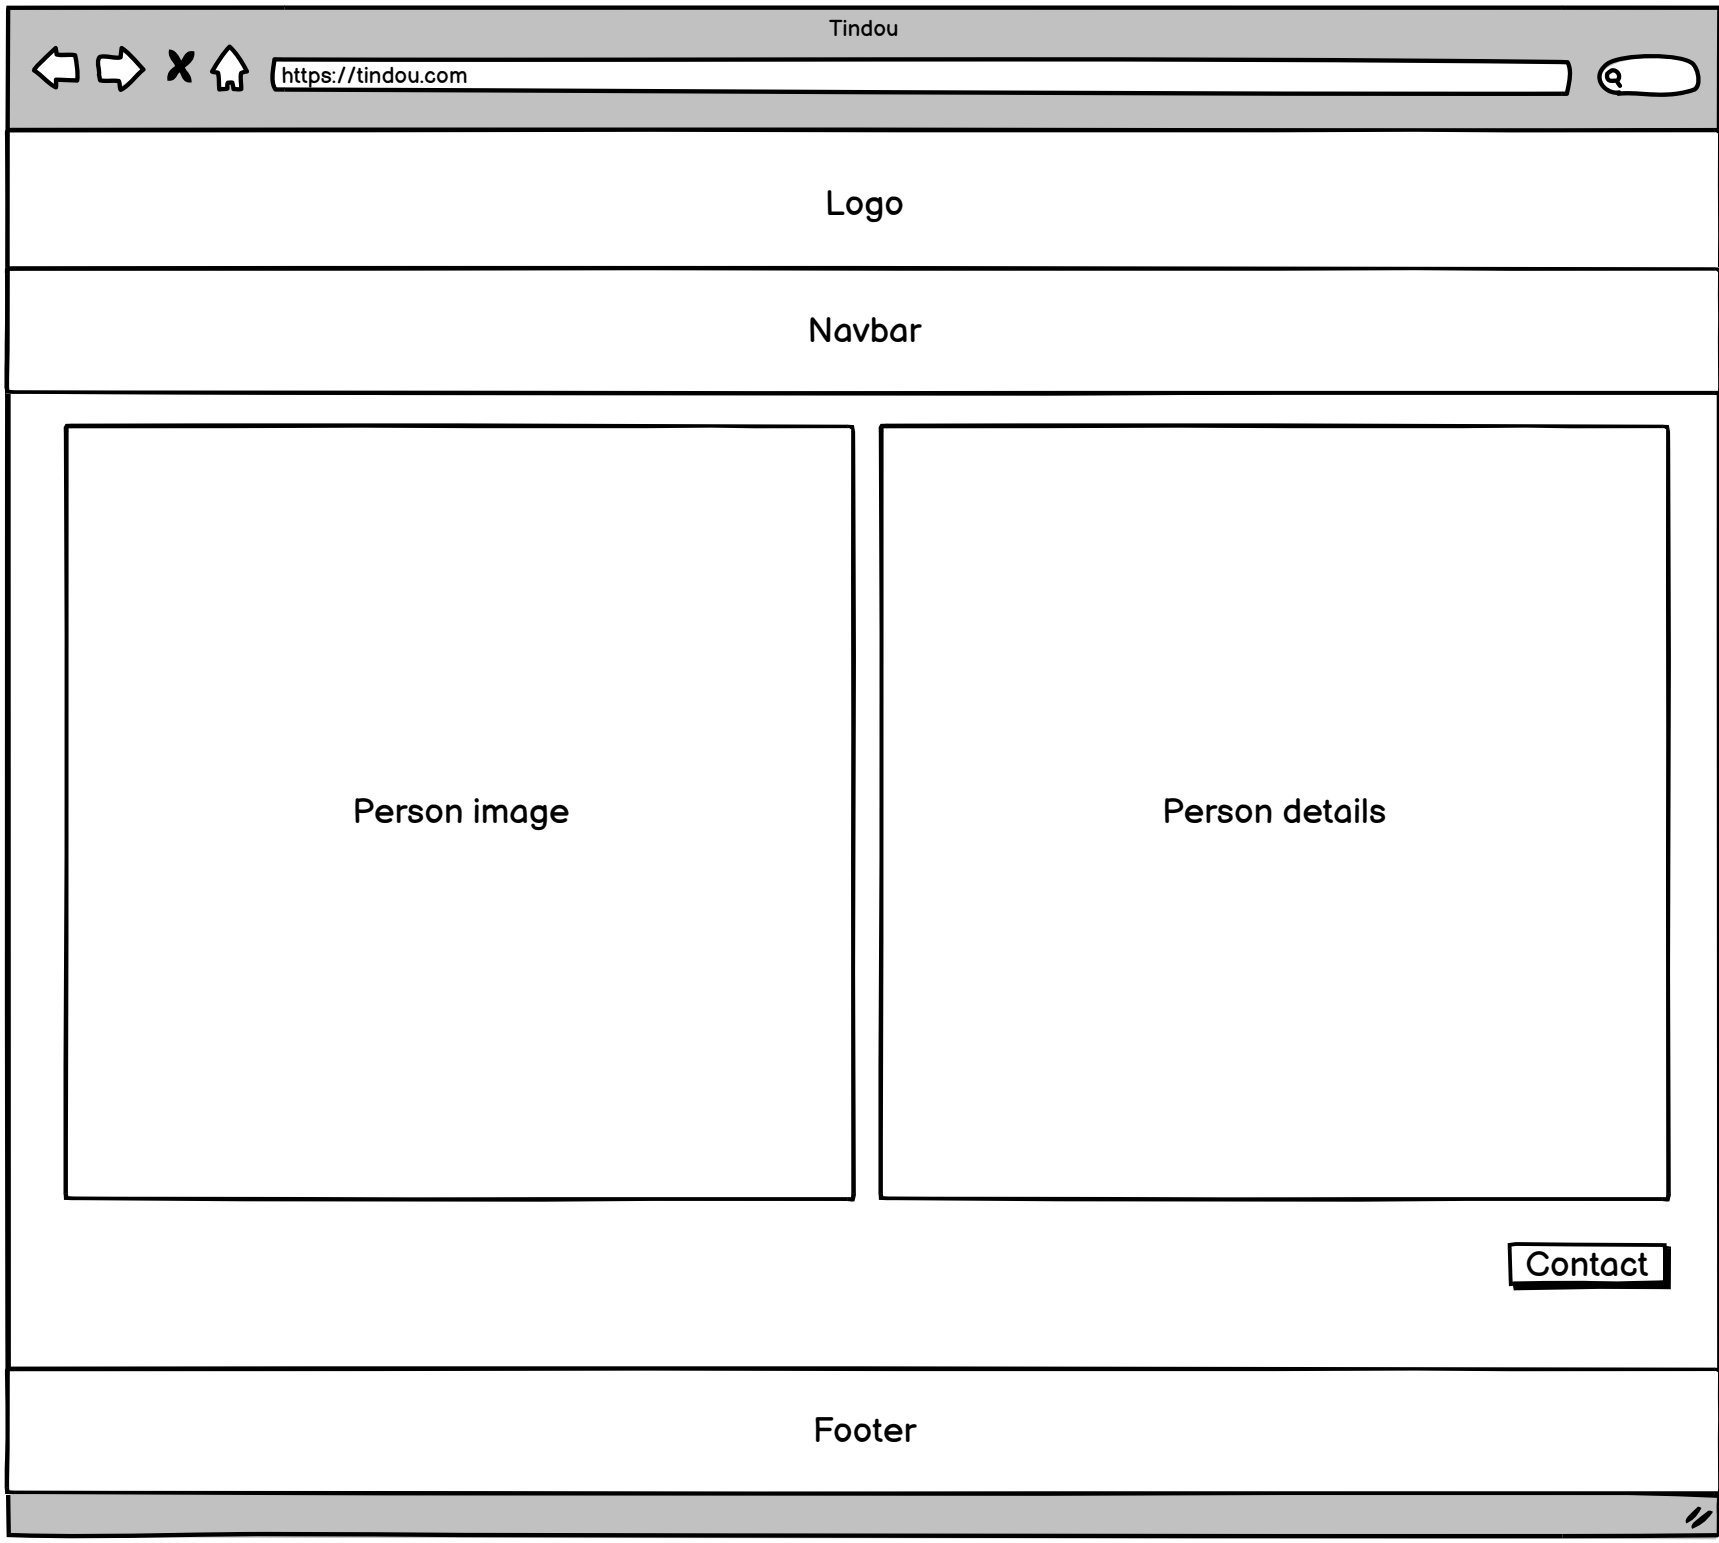 Tindou
https://tindou.com
Logo
Navbar
Person image
Person details
Contact
Footer